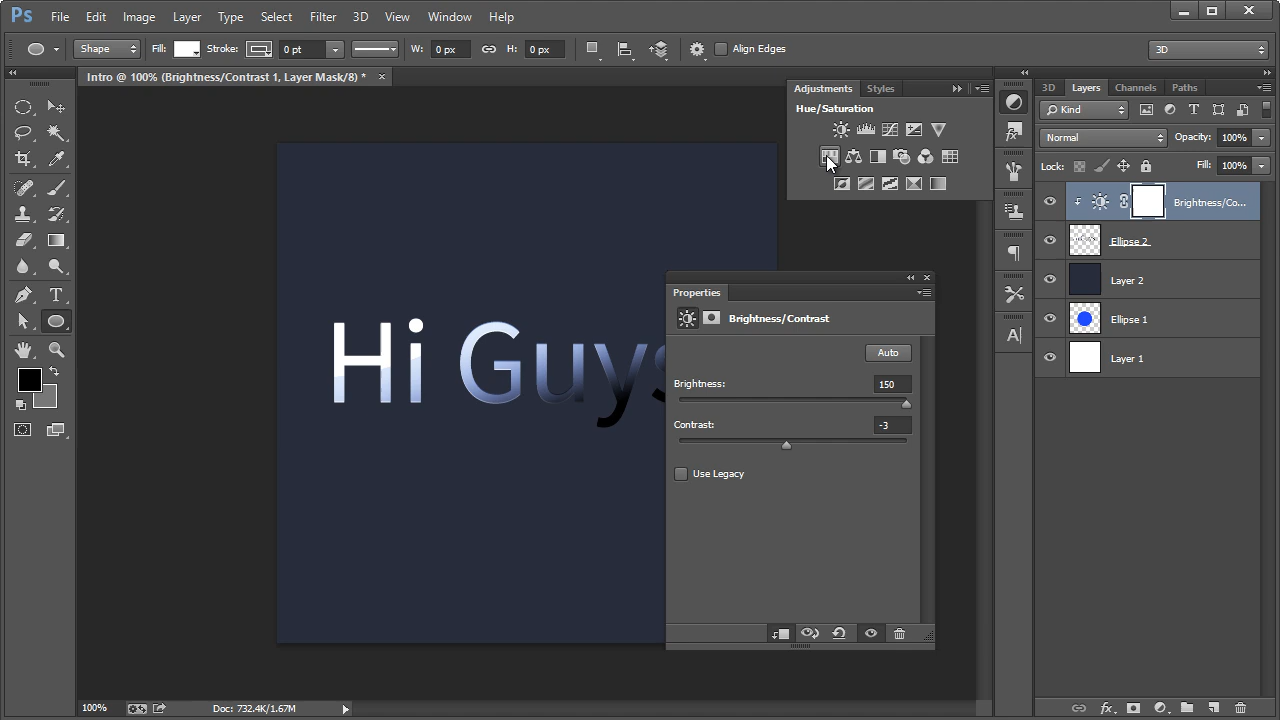 Ps File Edit Image Layer Type Select Filter 3D View Window Help
Shape Fill: Stroke: 0 pt W: 0 px H: 0 px Align Edges 3D
Intro @ 100% (Brightness/Contrast 1, Layer Mask/8) * ×
Adjustments Styles
Hue/Saturation
3D Layers Channels Paths
Kind
Normal Opacity: 100%
Lock: Fill: 100%
Brightness/Co...
Ellipse 2
Layer 2
Ellipse 1
Layer 1
Hi Guys
Properties
Brightness/Contrast
Auto
Brightness: 150
Contrast: -3
Use Legacy
100% Doc: 732.4K/1.67M